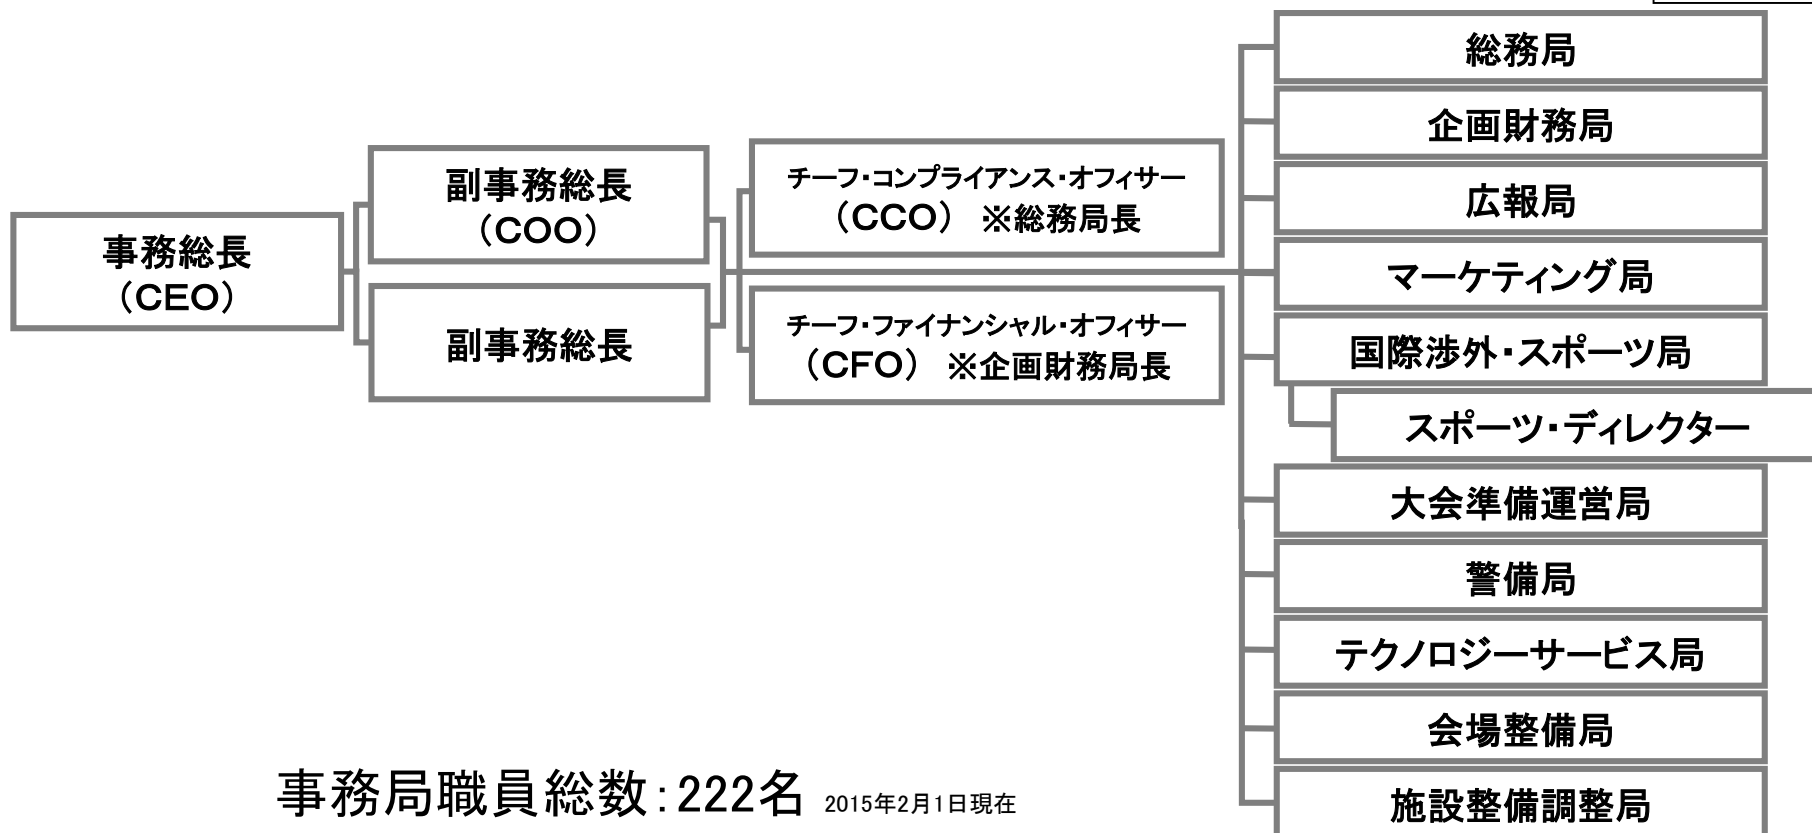 事務総長
（CEO）
副事務総長
（COO）
副事務総長
チーフ・コンプライアンス・オフィサー
（CCO） ※総務局長
チーフ・ファイナンシャル・オフィサー
（CFO） ※企画財務局長
総務局
企画財務局
広報局
マーケティング局
国際渉外・スポーツ局
スポーツ・ディレクター
大会準備運営局
警備局
テクノロジーサービス局
会場整備局
施設整備調整局
事務局職員総数：222名 2015年2月1日現在